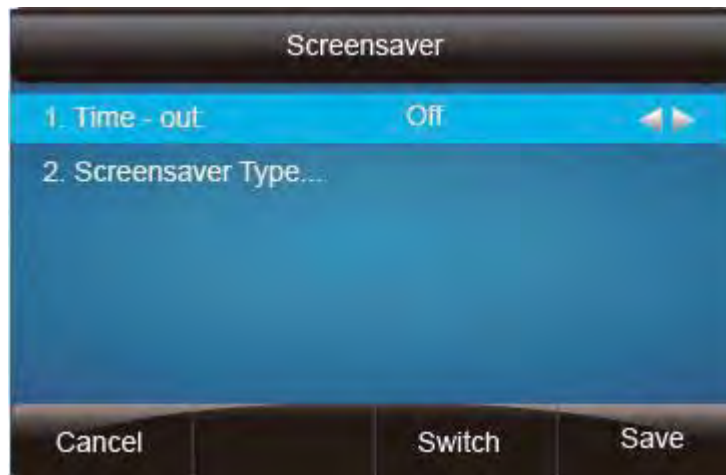 Screensaver
1. Time - out Off
2. Screensaver Type...
Cancel Switch Save